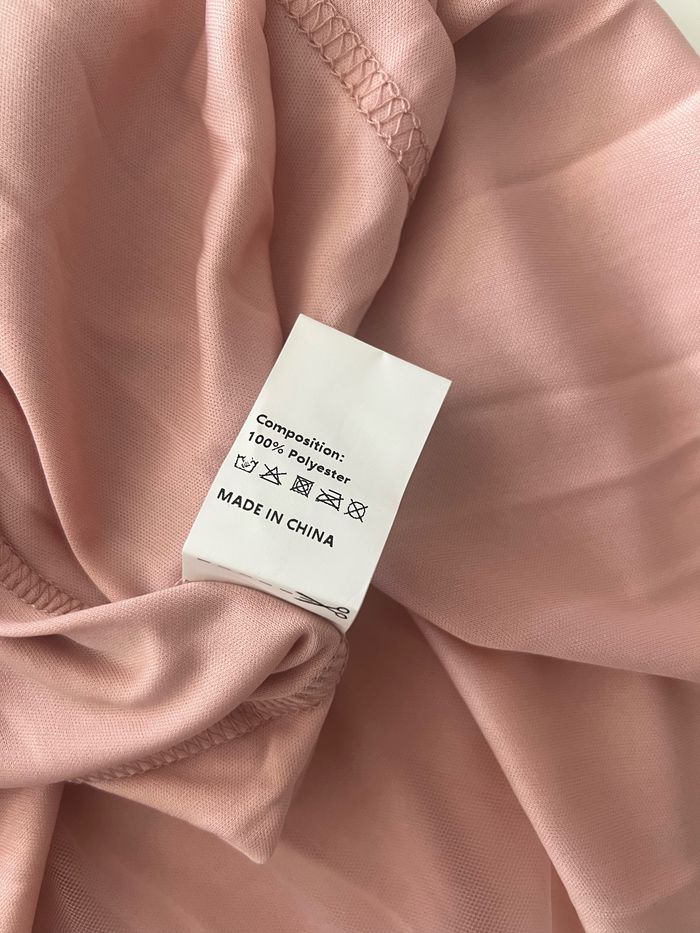 Composition:
100% Polyester
MADE IN CHINA